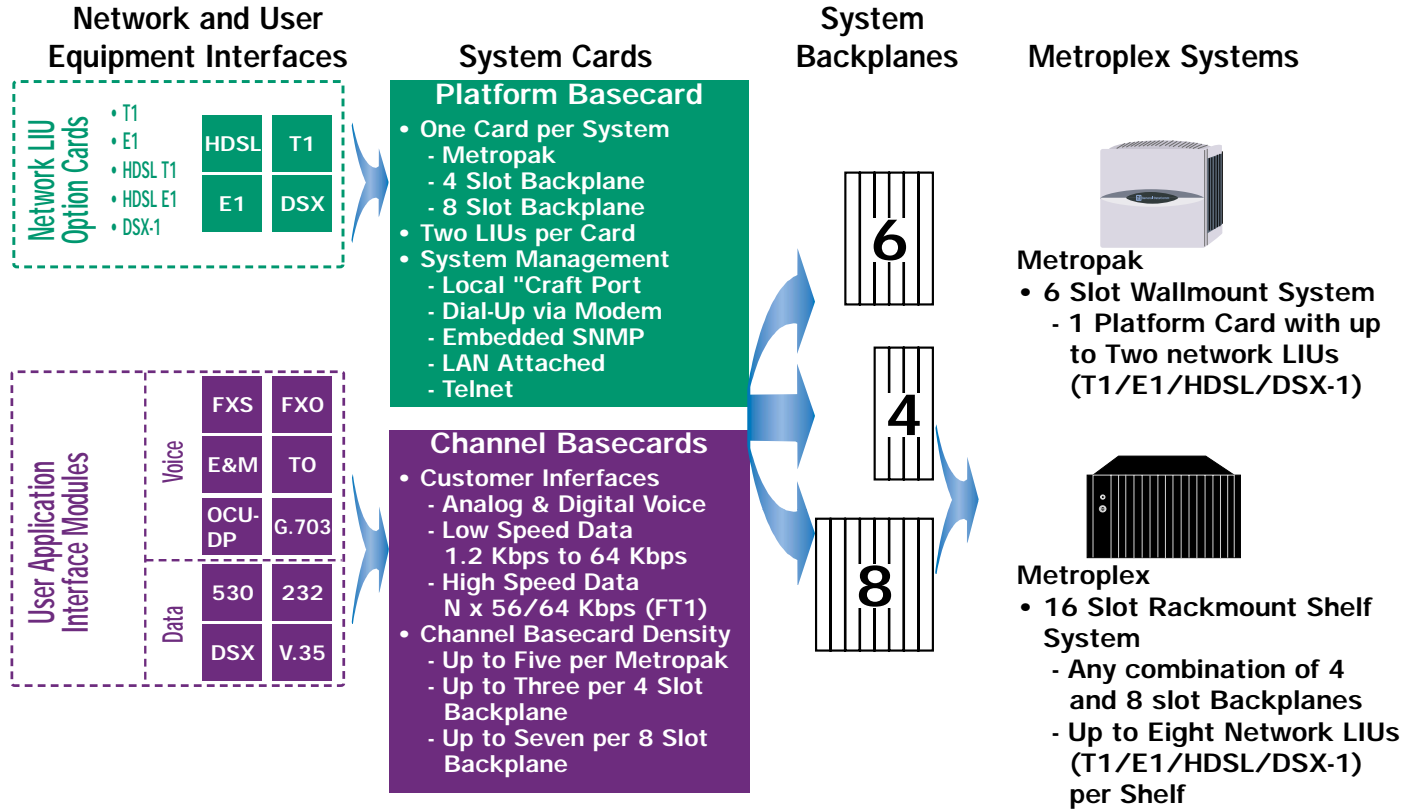 Network and User
Equipment Interfaces
System Cards
System
Backplanes
Metroplex Systems
Network LIU
Option Cards
• T1
• E1
• HDSL T1
• HDSL E1
• DSX-1
HDSL
T1
E1
DSX
Platform Basecard
• One Card per System
- Metropak
- 4 Slot Backplane
- 8 Slot Backplane
• Two LIUs per Card
• System Management
- Local "Craft Port
- Dial-Up via Modem
- Embedded SNMP
- LAN Attached
- Telnet
User Application
Interface Modules
Voice
FXS
FXO
E&M
TO
OCU-
DP
G.703
Data
530
232
DSX
V.35
Channel Basecards
• Customer Inferfaces
- Analog & Digital Voice
- Low Speed Data
1.2 Kbps to 64 Kbps
- High Speed Data
N x 56/64 Kbps (FT1)
• Channel Basecard Density
- Up to Five per Metropak
- Up to Three per 4 Slot
Backplane
- Up to Seven per 8 Slot
Backplane
6
4
8
Metropak
• 6 Slot Wallmount System
- 1 Platform Card with up
to Two network LIUs
(T1/E1/HDSL/DSX-1)
Metroplex
• 16 Slot Rackmount Shelf
System
- Any combination of 4
and 8 slot Backplanes
- Up to Eight Network LIUs
(T1/E1/HDSL/DSX-1)
per Shelf